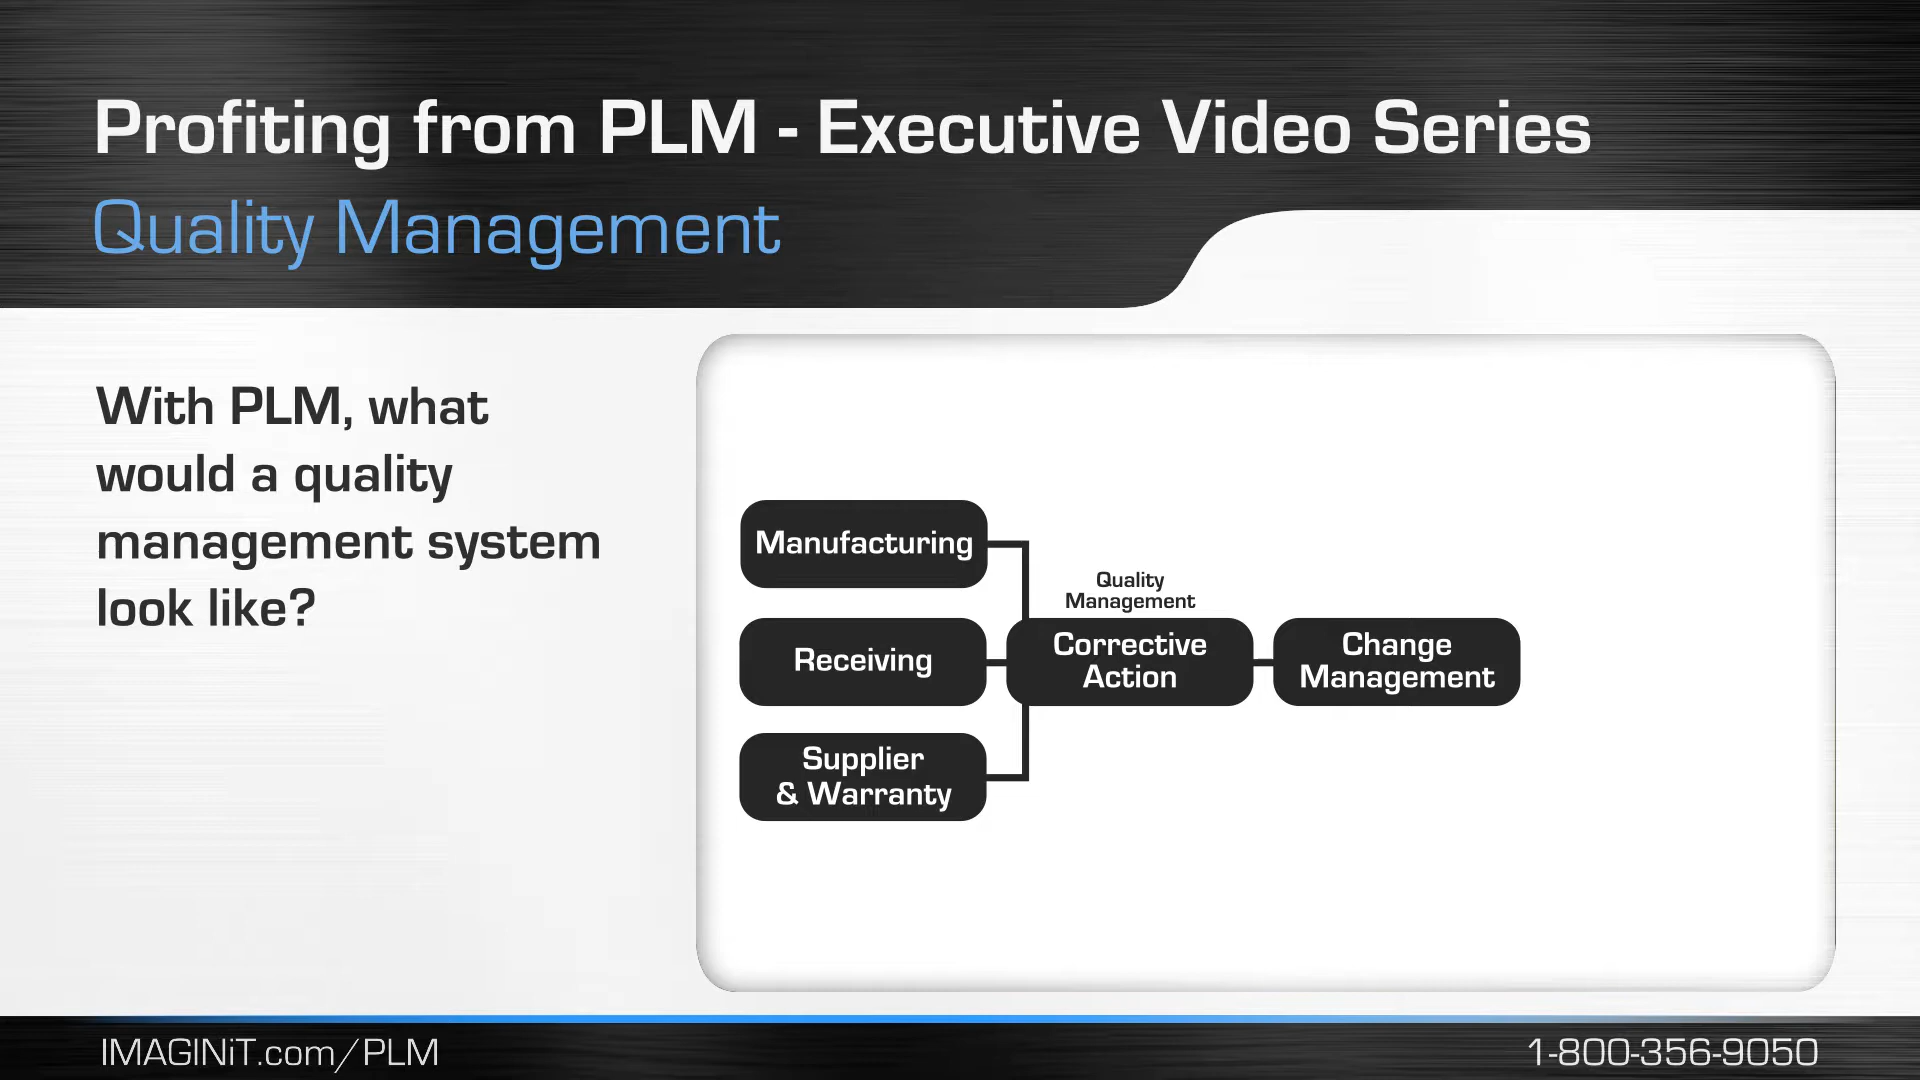 Profiting from PLM - Executive Video Series
Quality Management
With PLM, what
would a quality
management system
look like?
Manufacturing
Receiving
Supplier
& Warranty
Quality
Management
Corrective
Action
Change
Management
IMAGINiT.com/PLM
1-800-356-9050